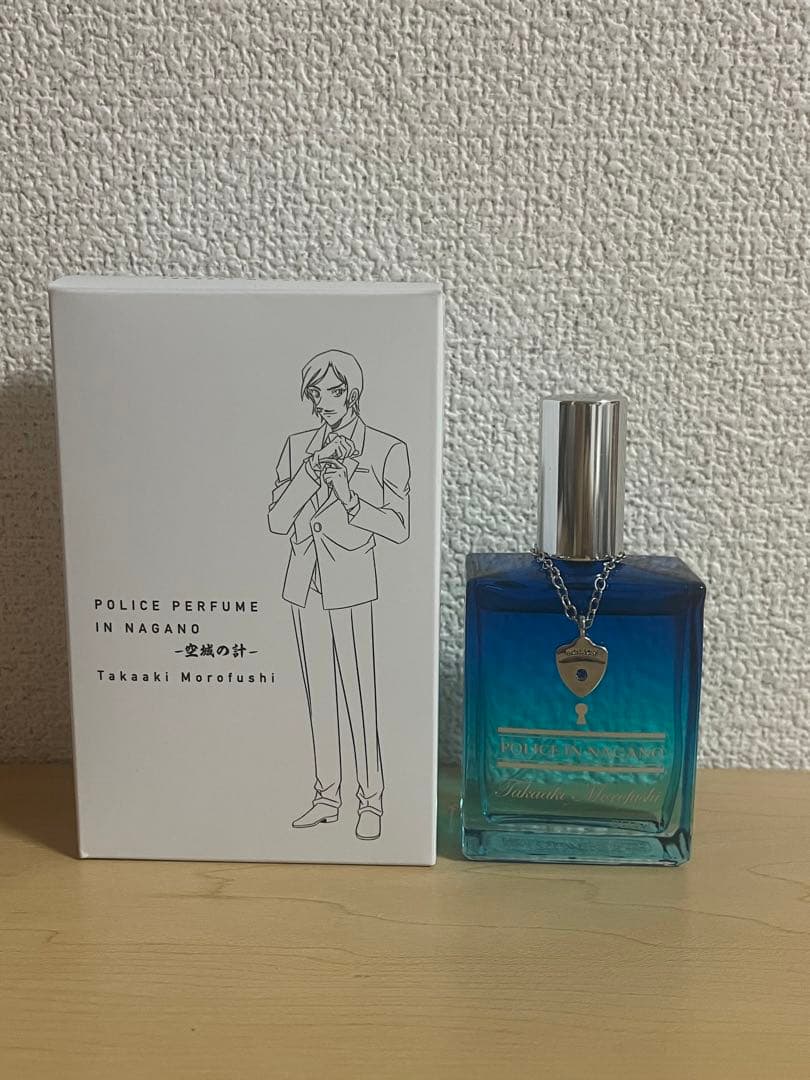 POLICE PERFUME
IN NAGANO
-空城の計-
Takaaki Morofushi
POLICE IN NAGANO
Takaaki Morofushi